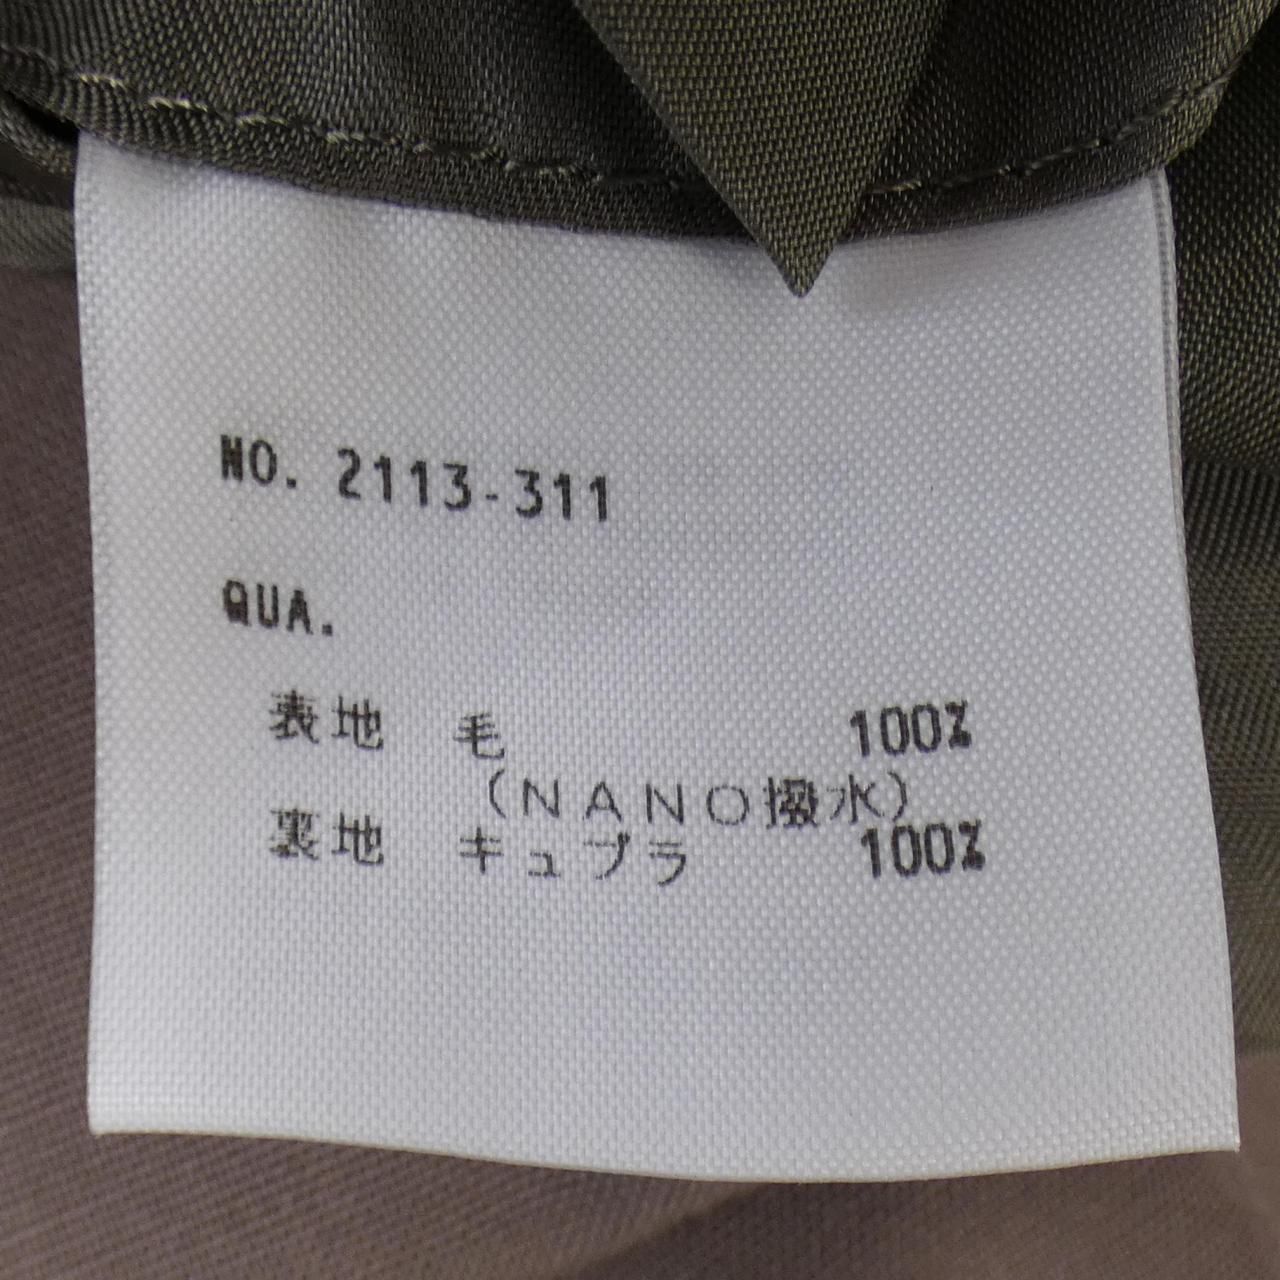 NO. 2113-311
QUA.
表地 毛 100%
(NANO撥水)
裏地 キュプラ 100%